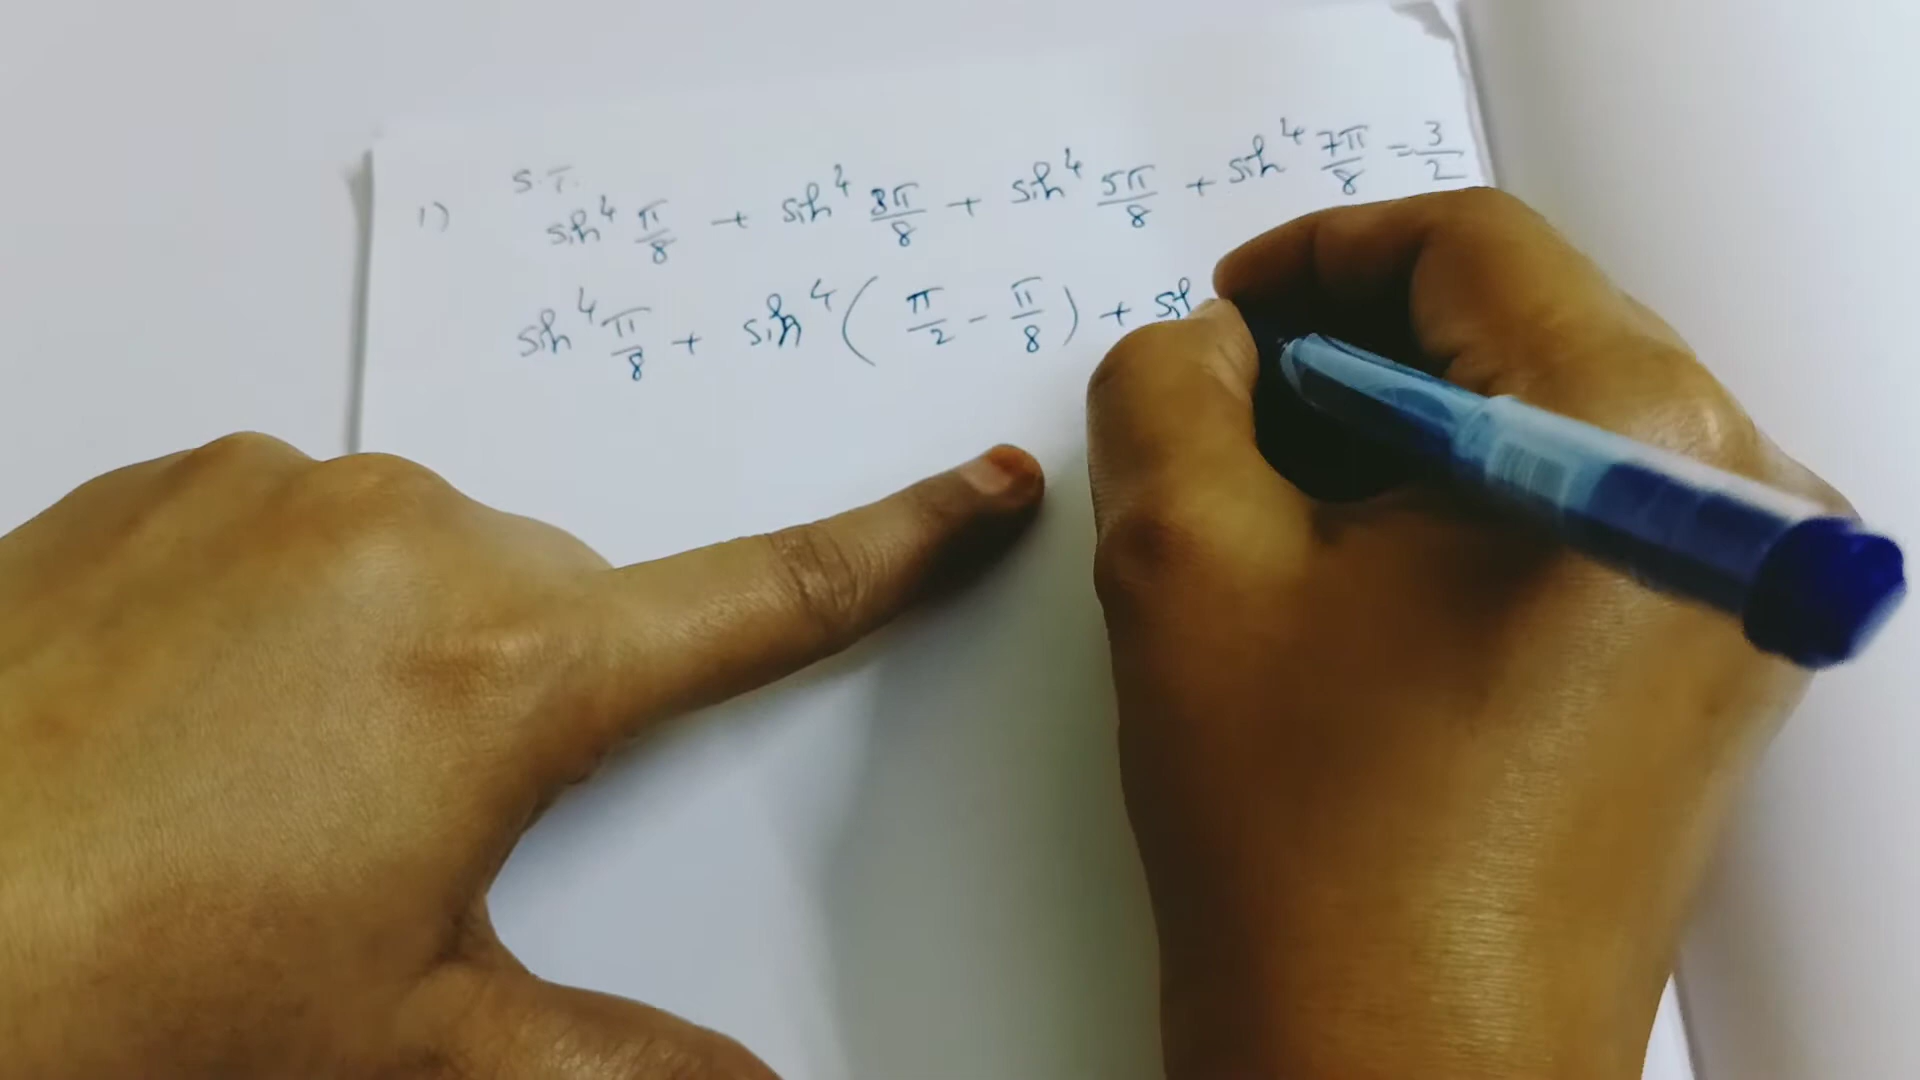 S.T.
1) sin⁴ π/8 + sin⁴ 3π/8 + sin⁴ 5π/8 + sin⁴ 7π/8 = 3/2
sin⁴ π/8 + sin⁴ ( π/2 - π/8 ) + si